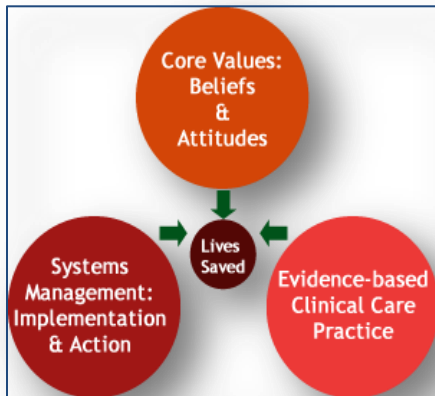 Core Values:
Beliefs
&
Attitudes
Lives
Saved
Systems
Management:
Implementation
& Action
Evidence-based
Clinical Care
Practice